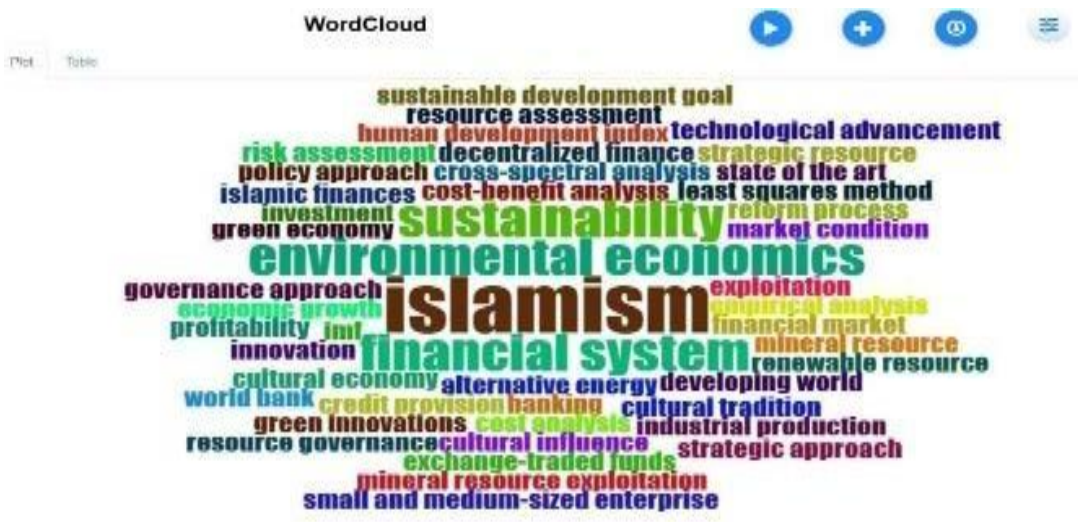 WordCloud
Plot Table
sustainable development goal
resource assessment
human development index technological advancement
risk assessment decentralized finance strategic resource
policy approach cross-spectral analysis state of the art
islamic finances cost-benefit analysis least squares method
investment sustainability reform process
green economy market condition
environmental economics
governance approach islamism exploitation
economic growth empirical analysis
profitability imf financial market
innovation financial system mineral resource
renewable resource
cultural economy alternative energy developing world
world bank credit provision banking cultural tradition
green innovations cost analysis industrial production
resource governance cultural influence strategic approach
exchange-traded funds
mineral resource exploitation
small and medium-sized enterprise